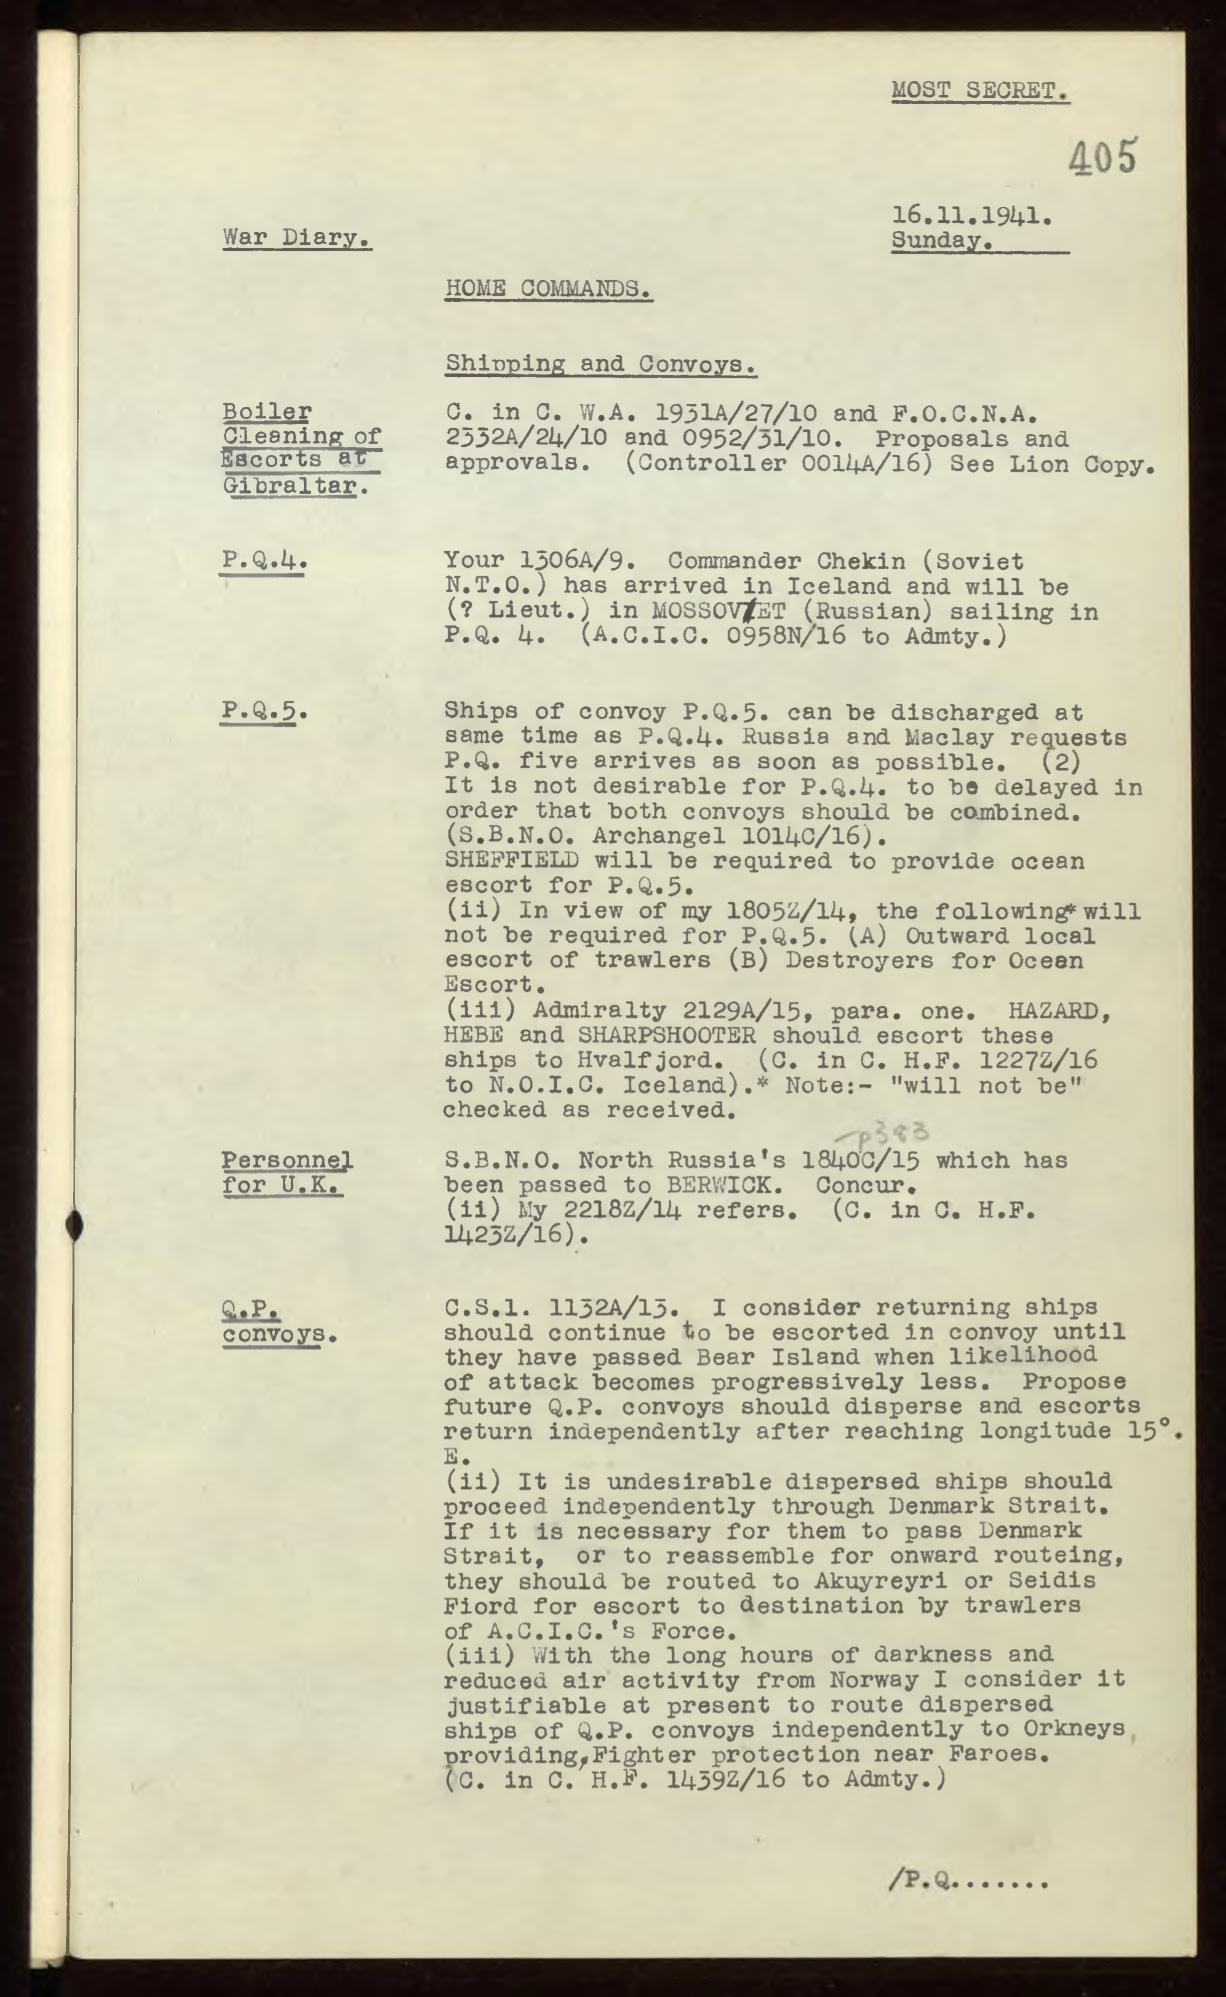 MOST SECRET.
405
16.11.1941.
War Diary.
Sunday.
HOME COMMANDS.
Shipping and Convoys.
Boiler
Cleaning of
Escorts at
Gibraltar.
C. in C. W.A. 1931A/27/10 and F.O.C.N.A.
2332A/24/10 and 0952/31/10. Proposals and
approvals. (Controller 0014A/16) See Lion Copy.
P.Q.4.
Your 1306A/9. Commander Chekin (Soviet
N.T.O.) has arrived in Iceland and will be
(? Lieut.) in MOSSOVIET (Russian) sailing in
P.Q. 4. (A.C.I.C. 0958N/16 to Admty.)
P.Q.5.
Ships of convoy P.Q.5. can be discharged at
same time as P.Q.4. Russia and Maclay requests
P.Q. five arrives as soon as possible. (2)
It is not desirable for P.Q.4. to be delayed in
order that both convoys should be combined.
(S.B.N.O. Archangel 1014C/16).
SHEFFIELD will be required to provide ocean
escort for P.Q.5.
(ii) In view of my 1805Z/14, the following* will
not be required for P.Q.5. (A) Outward local
escort of trawlers (B) Destroyers for Ocean
Escort.
(iii) Admiralty 2129A/15, para. one. HAZARD,
HEBE and SHARPSHOOTER should escort these
ships to Hvalfjord. (C. in C. H.F. 1227Z/16
to N.O.I.C. Iceland).* Note:- "will not be"
checked as received.
p383
Personnel
for U.K.
S.B.N.O. North Russia's 1840C/15 which has
been passed to BERWICK. Concur.
(ii) My 2218Z/14 refers. (C. in C. H.F.
1423Z/16).
Q.P.
convoys.
C.S.1. 1132A/13. I consider returning ships
should continue to be escorted in convoy until
they have passed Bear Island when likelihood
of attack becomes progressively less. Propose
future Q.P. convoys should disperse and escorts
return independently after reaching longitude 15°.
E.
(ii) It is undesirable dispersed ships should
proceed independently through Denmark Strait.
If it is necessary for them to pass Denmark
Strait, or to reassemble for onward routeing,
they should be routed to Akuyreyri or Seidis
Fiord for escort to destination by trawlers
of A.C.I.C.'s Force.
(iii) With the long hours of darkness and
reduced air activity from Norway I consider it
justifiable at present to route dispersed
ships of Q.P. convoys independently to Orkneys,
providing, Fighter protection near Faroes.
(C. in C. H.F. 1439Z/16 to Admty.)
/P.Q.......